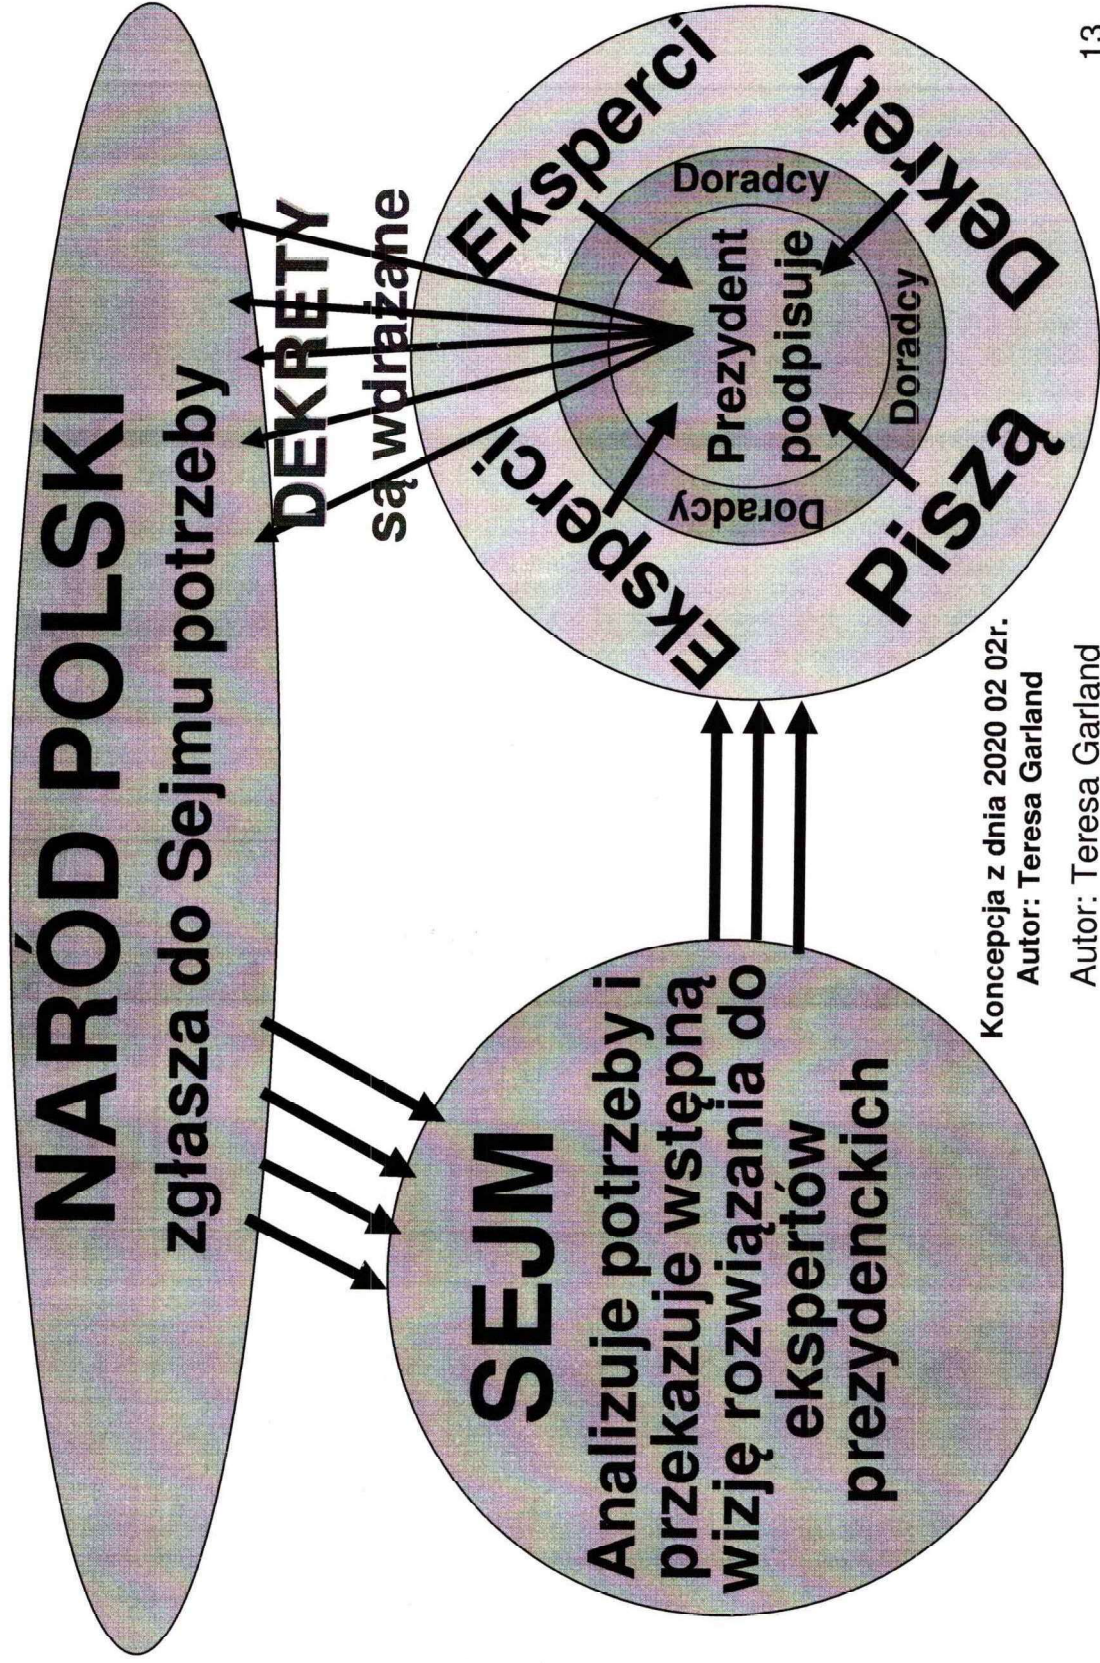 NARÓD POLSKI
zgłasza do Sejmu potrzeby
SEJM
Analizuje potrzeby i
przekazuje wstępną
wizję rozwiązania do
ekspertów
prezydenckich
DEKRETY
są wdrażane
Eksperci
Eksperci
Piszą
Dekrety
Doradcy
Doradcy
Doradcy
Prezydent
podpisuje
Koncepcja z dnia 2020 02 02r.
Autor: Teresa Garland
Autor: Teresa Garland
13